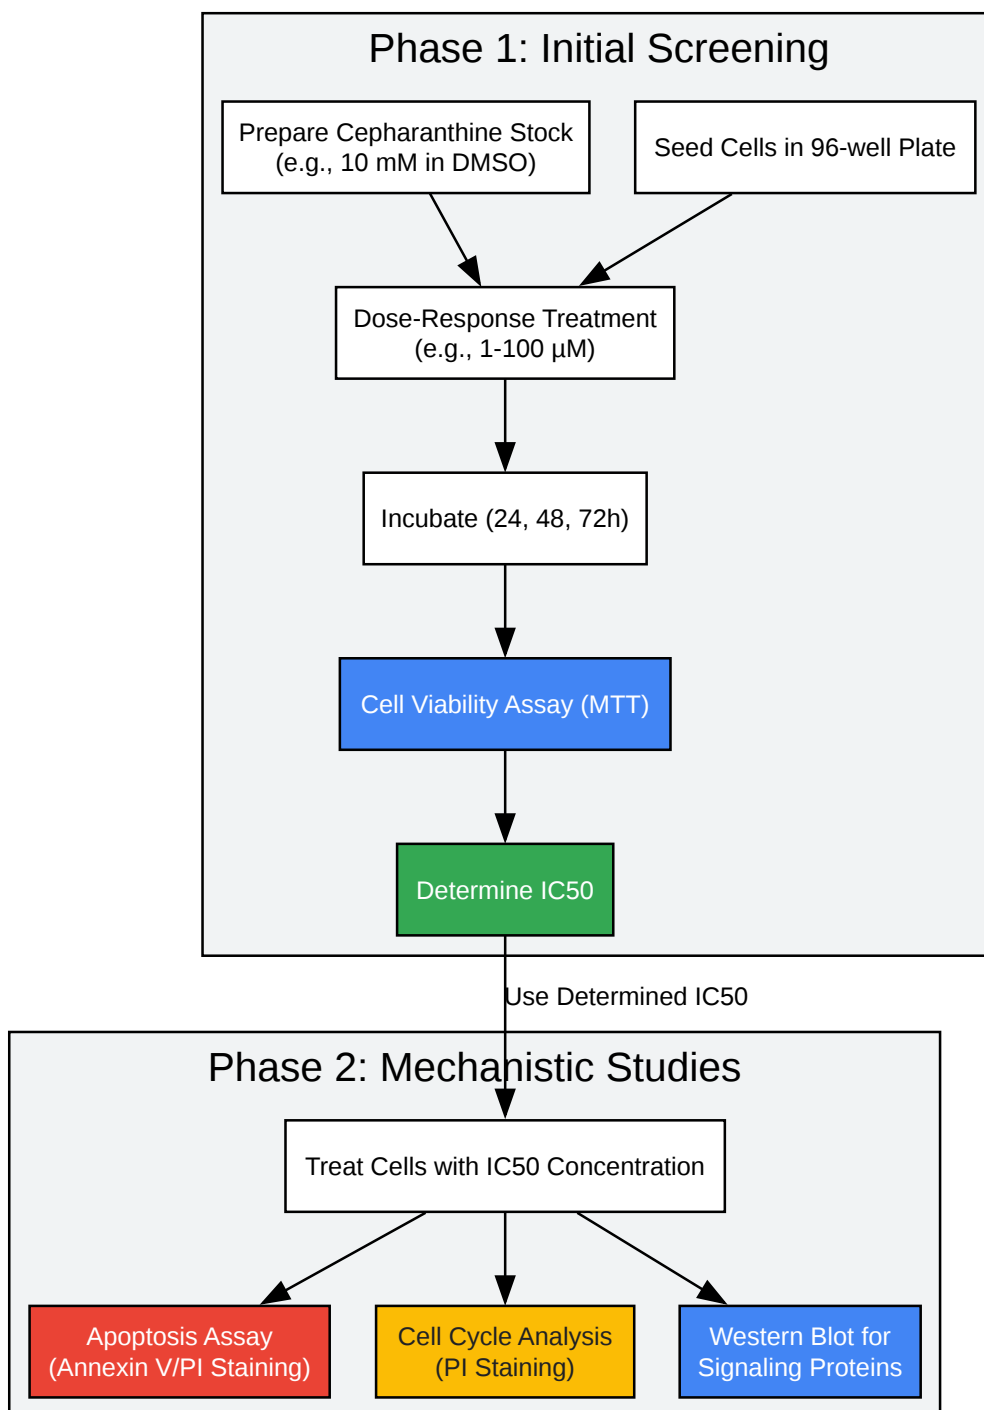 Phase 1: Initial Screening
Prepare Cepharanthine Stock
(e.g., 10 mM in DMSO)
Seed Cells in 96-well Plate
Dose-Response Treatment
(e.g., 1-100 µM)
Incubate (24, 48, 72h)
Cell Viability Assay (MTT)
Determine IC50
Use Determined IC50
Phase 2: Mechanistic Studies
Treat Cells with IC50 Concentration
Apoptosis Assay
(Annexin V/PI Staining)
Cell Cycle Analysis
(PI Staining)
Western Blot for
Signaling Proteins